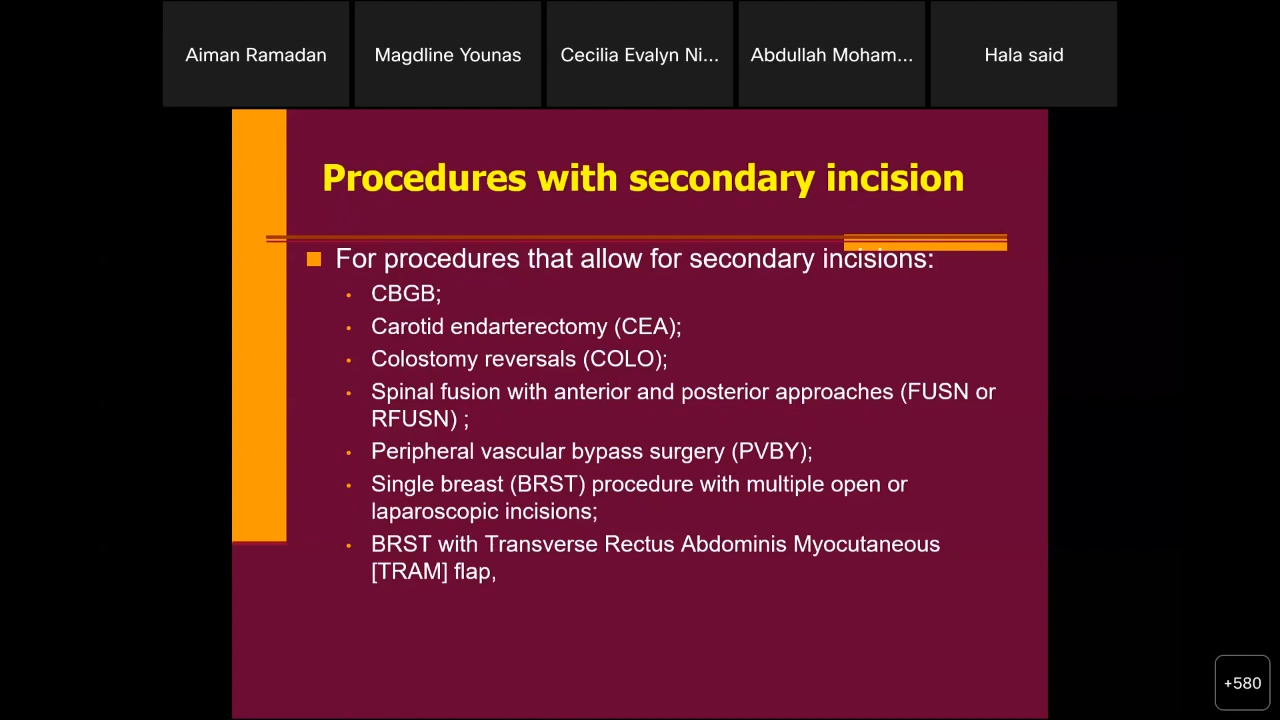 Aiman Ramadan
Magdline Younas
Cecilia Evalyn Ni...
Abdullah Moham...
Hala said
Procedures with secondary incision
For procedures that allow for secondary incisions:
CBGB;
Carotid endarterectomy (CEA);
Colostomy reversals (COLO);
Spinal fusion with anterior and posterior approaches (FUSN or
RFUSN) ;
Peripheral vascular bypass surgery (PVBY);
Single breast (BRST) procedure with multiple open or
laparoscopic incisions;
BRST with Transverse Rectus Abdominis Myocutaneous
[TRAM] flap,
+580